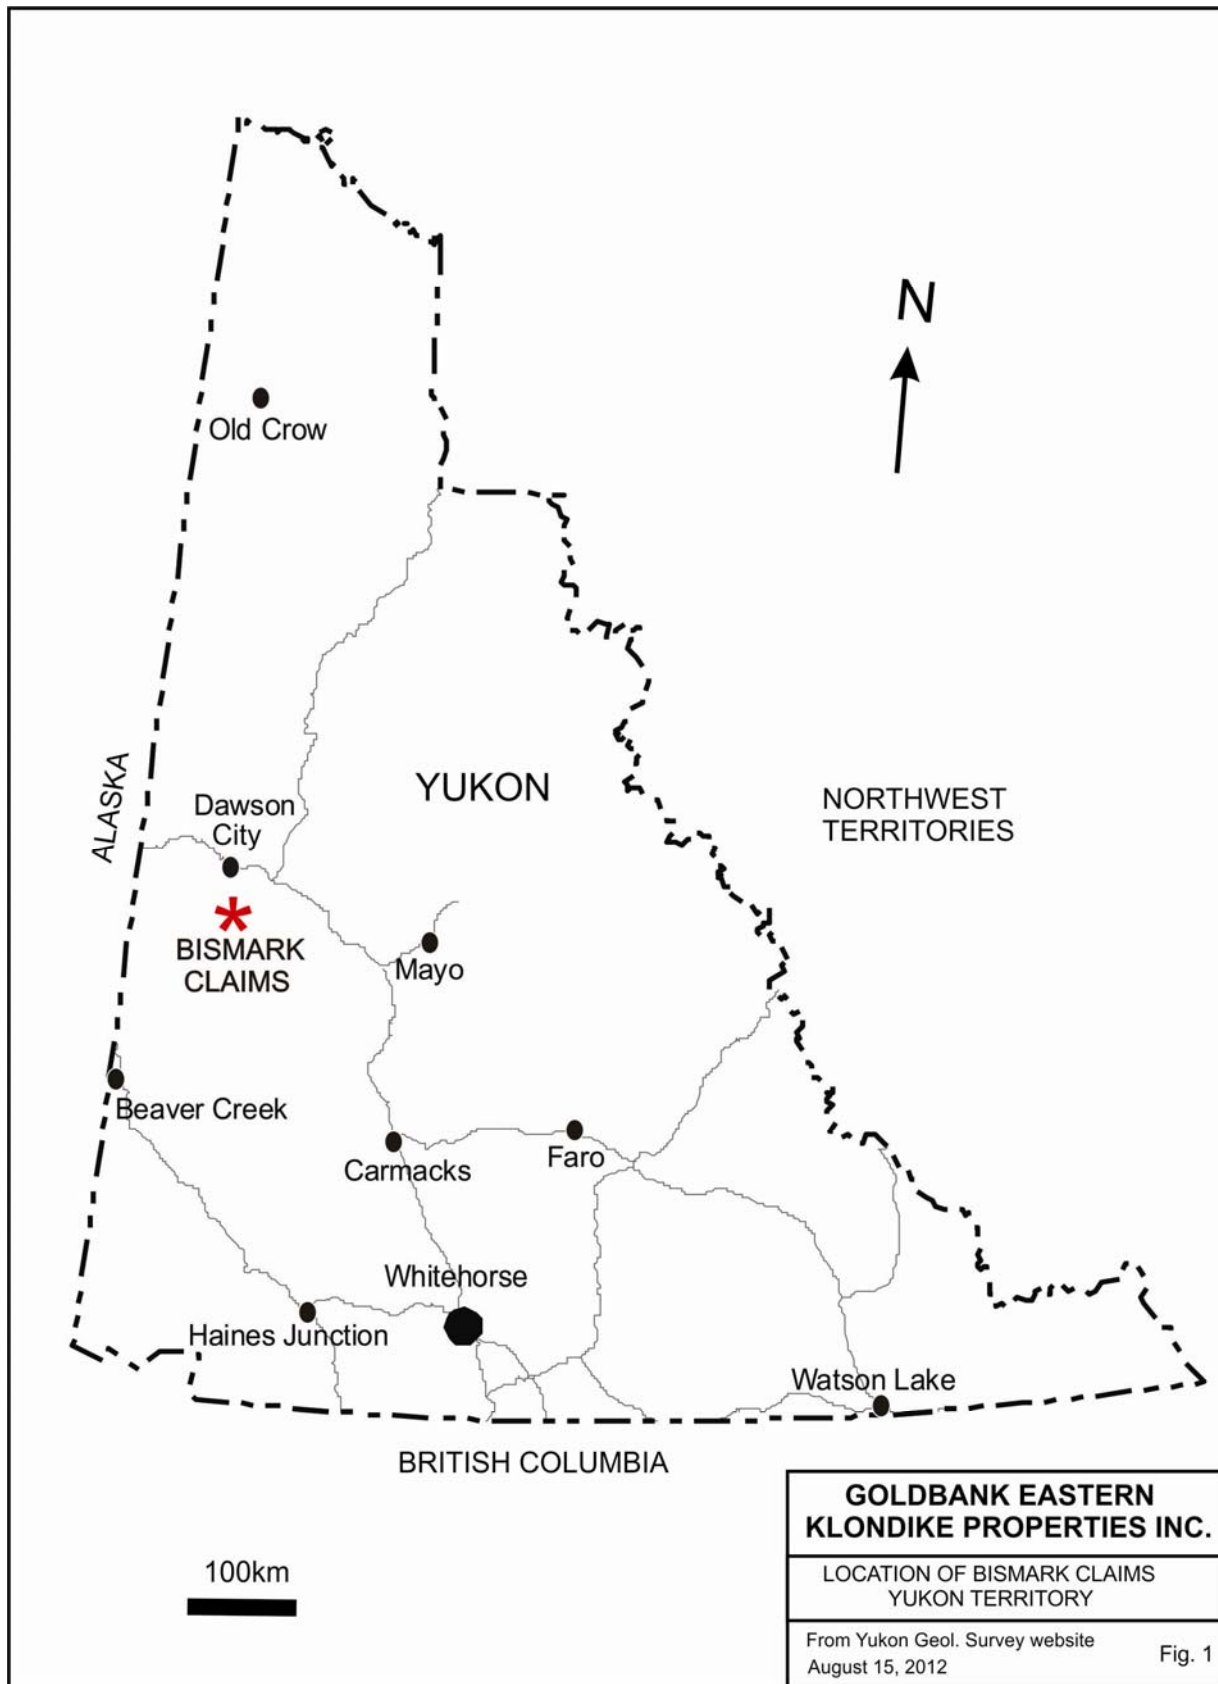 N
Old Crow
ALASKA
YUKON
Dawson
City
NORTHWEST
TERRITORIES
*
BISMARK
CLAIMS
Mayo
Beaver Creek
Carmacks
Faro
Whitehorse
Haines Junction
Watson Lake
BRITISH COLUMBIA
100km
GOLDBANK EASTERN
KLONDIKE PROPERTIES INC.
LOCATION OF BISMARK CLAIMS
YUKON TERRITORY
From Yukon Geol. Survey website
August 15, 2012
Fig. 1